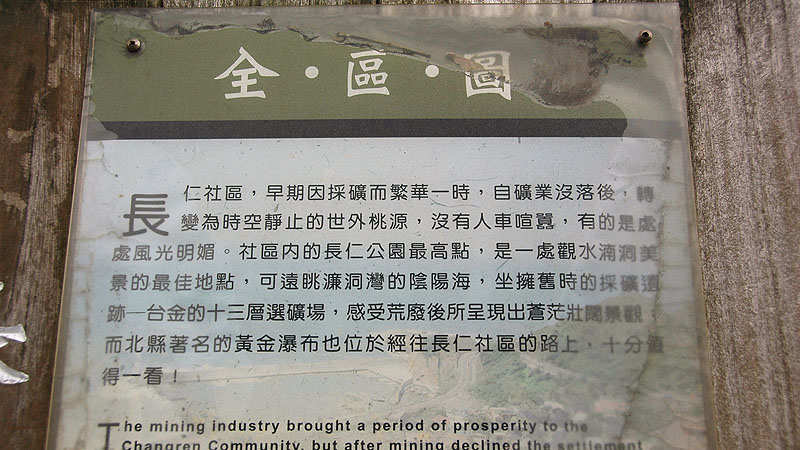 全・區・圖
長仁社區，早期因採礦而繁華一時，自礦業沒落後，轉
變為時空靜止的世外桃源，沒有人車喧囂，有的是處
處風光明媚。社區內的長仁公園最高點，是一處觀水湳洞美
景的最佳地點，可遠眺濂洞灣的陰陽海，坐擁舊時的採礦遺
跡─台金的十三層選礦場，感受荒廢後所呈現出蒼茫壯闊景觀，
而北縣著名的黃金瀑布也位於經往長仁社區的路上，十分值
得一看！
The mining industry brought a period of prosperity to the
Changren Community, but after mining declined the settlement